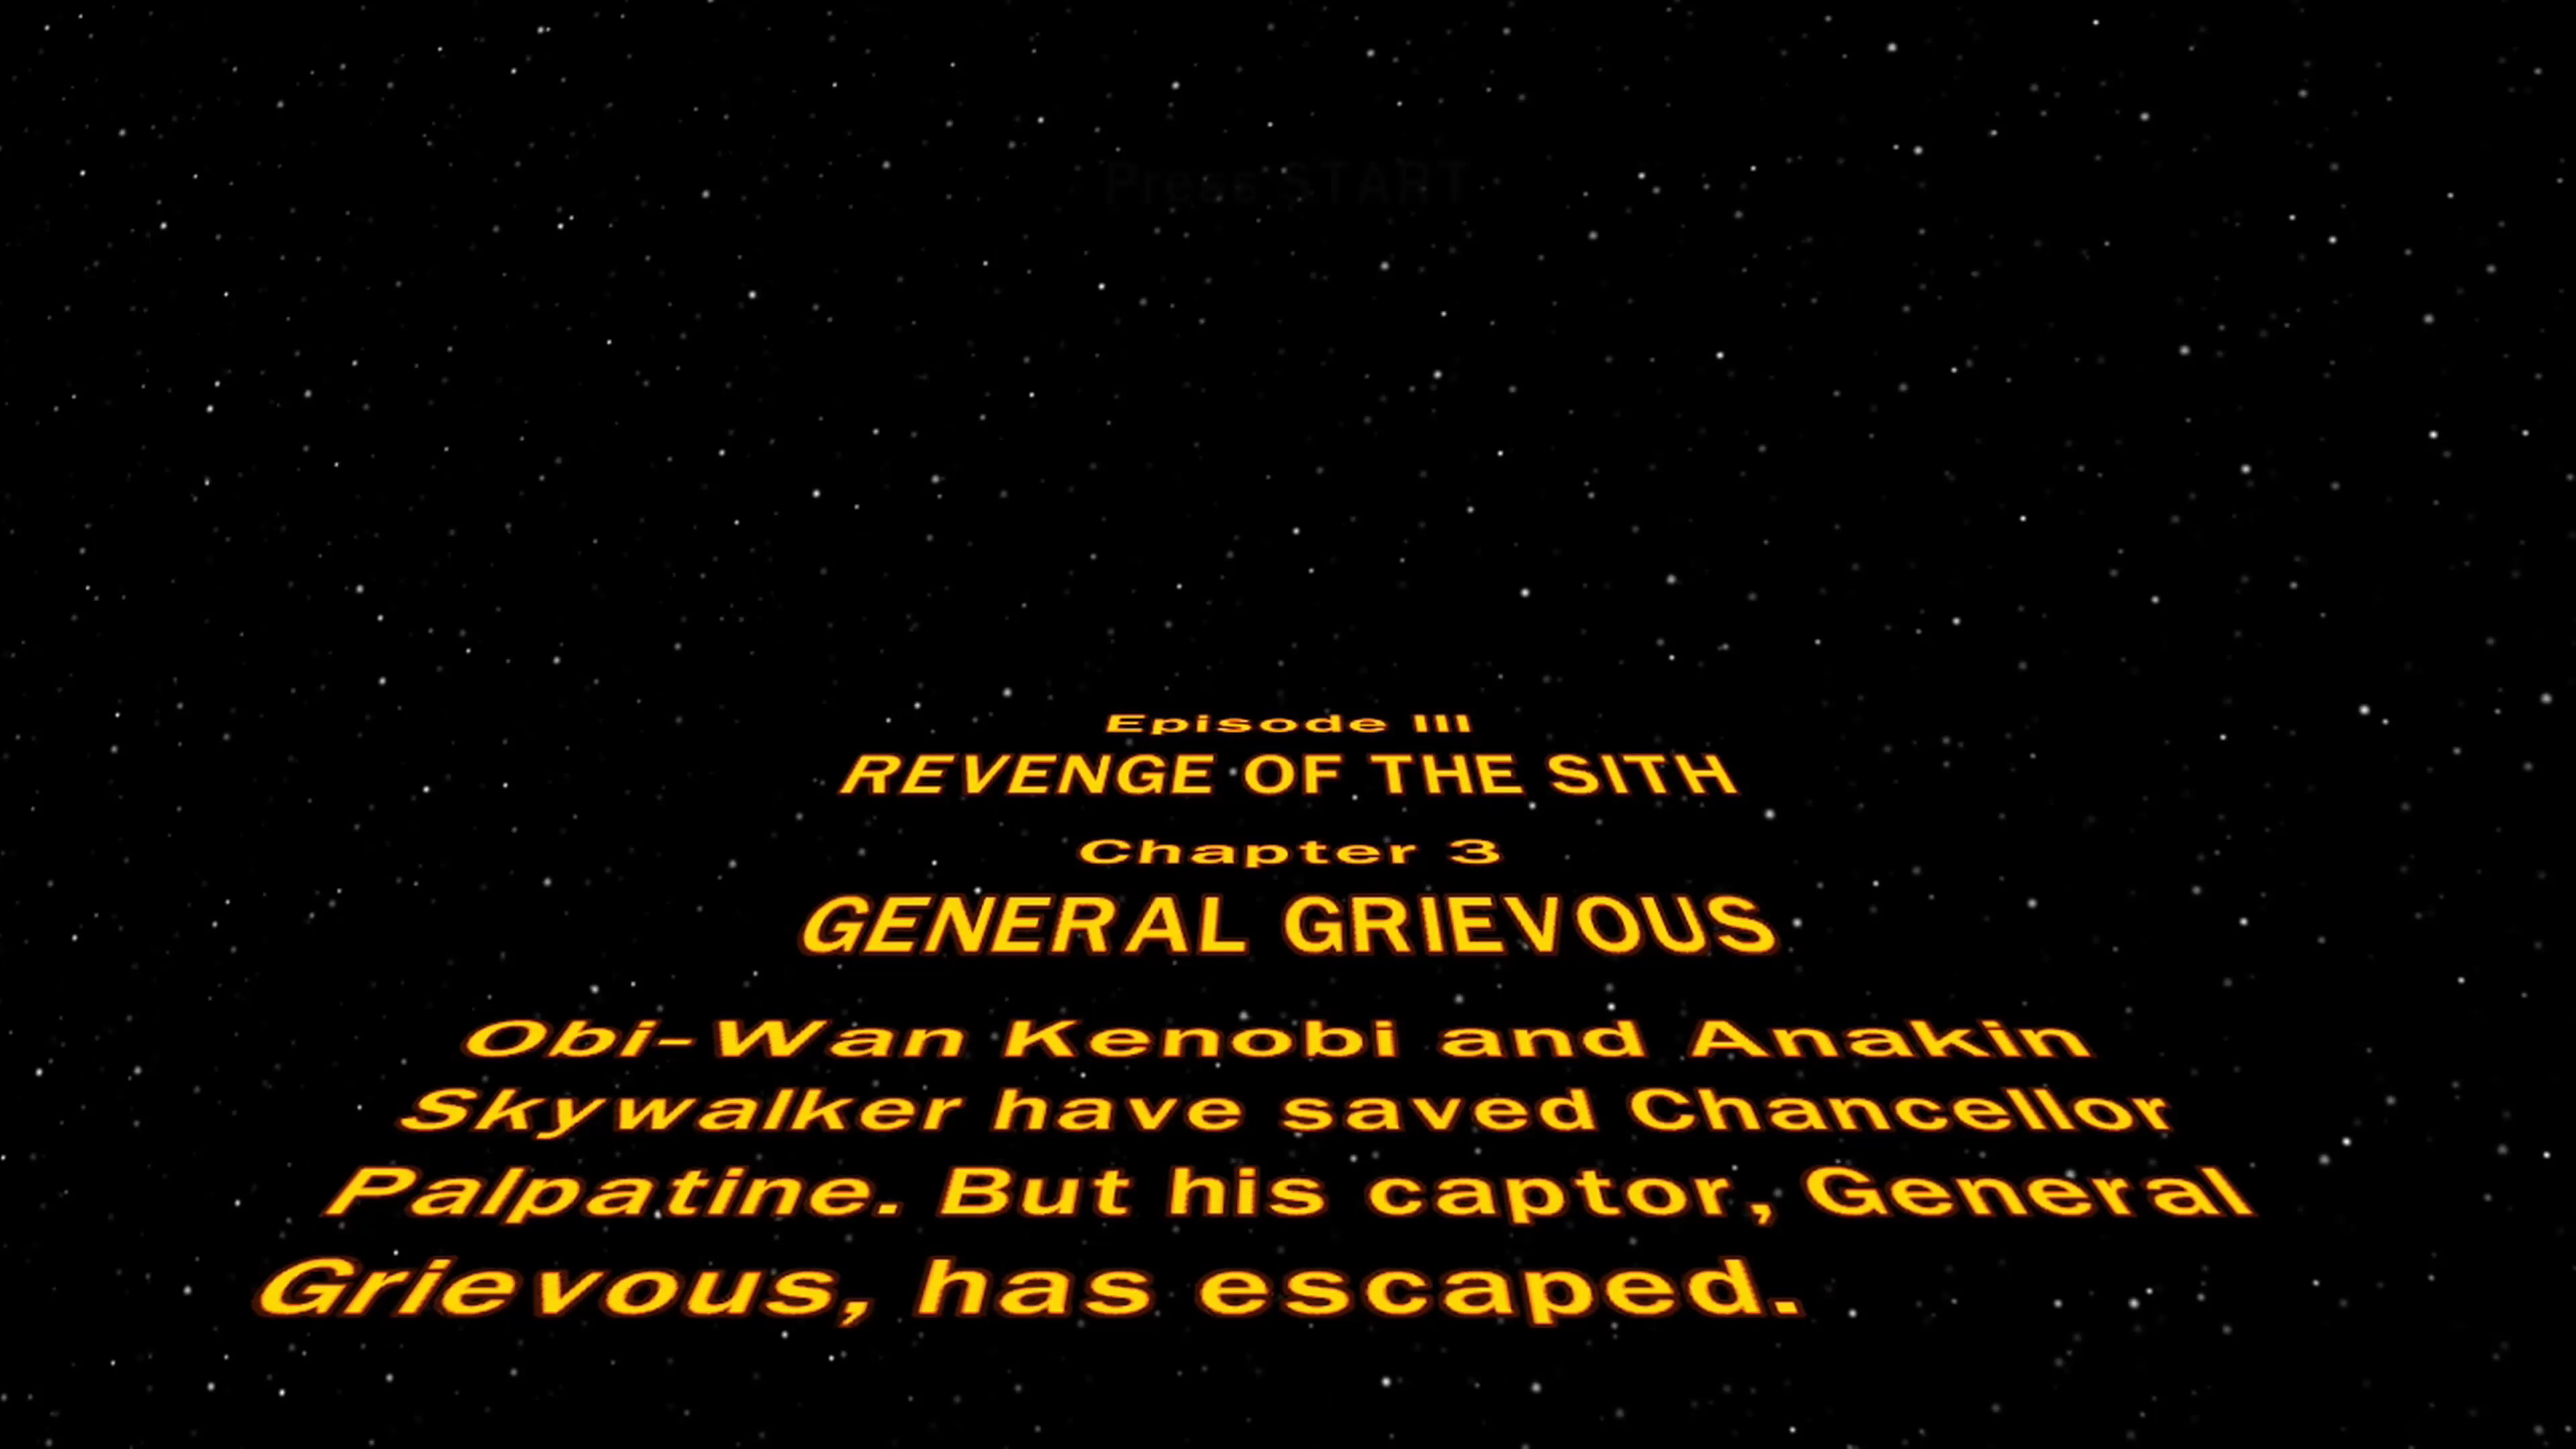 Press START
Episode III
REVENGE OF THE SITH
Chapter 3
GENERAL GRIEVOUS
Obi-Wan Kenobi and Anakin
Skywalker have saved Chancellor
Palpatine. But his captor, General
Grievous, has escaped.